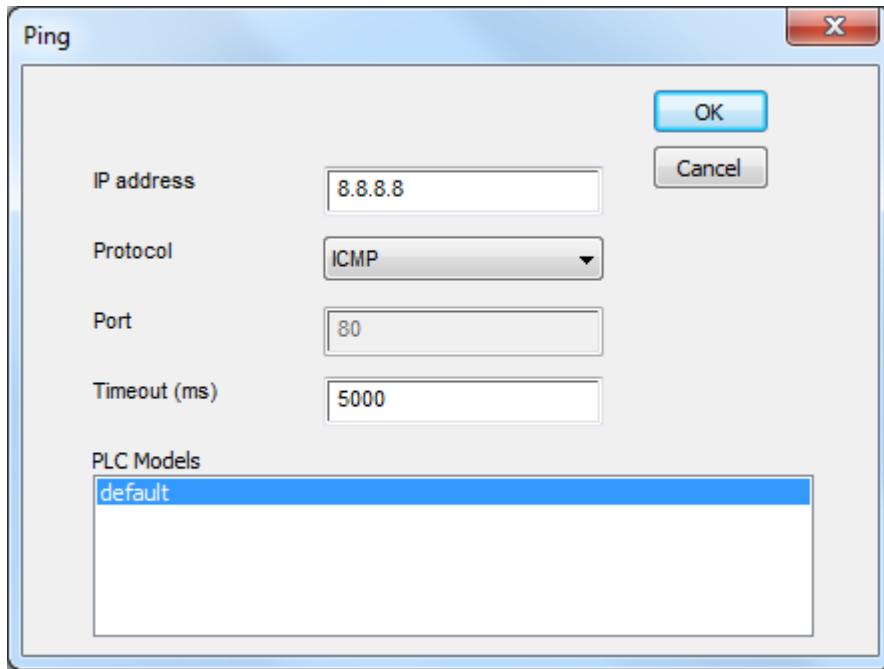 Ping
OK
Cancel
IP address
8.8.8.8
Protocol
ICMP
Port
80
Timeout (ms)
5000
PLC Models
default